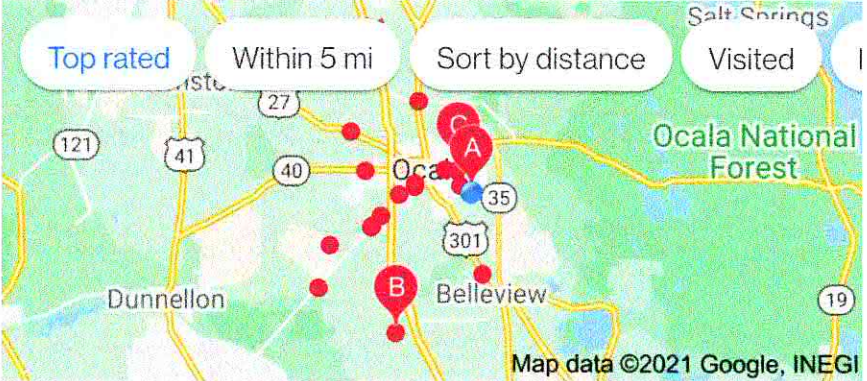 Salt Springs
Top rated
Within 5 mi
Sort by distance
Visited
27
121
41
C
A
Ocala National
Forest
40
Oca
35
301
B
Dunnellon
Belleview
19
Map data ©2021 Google, INEGI